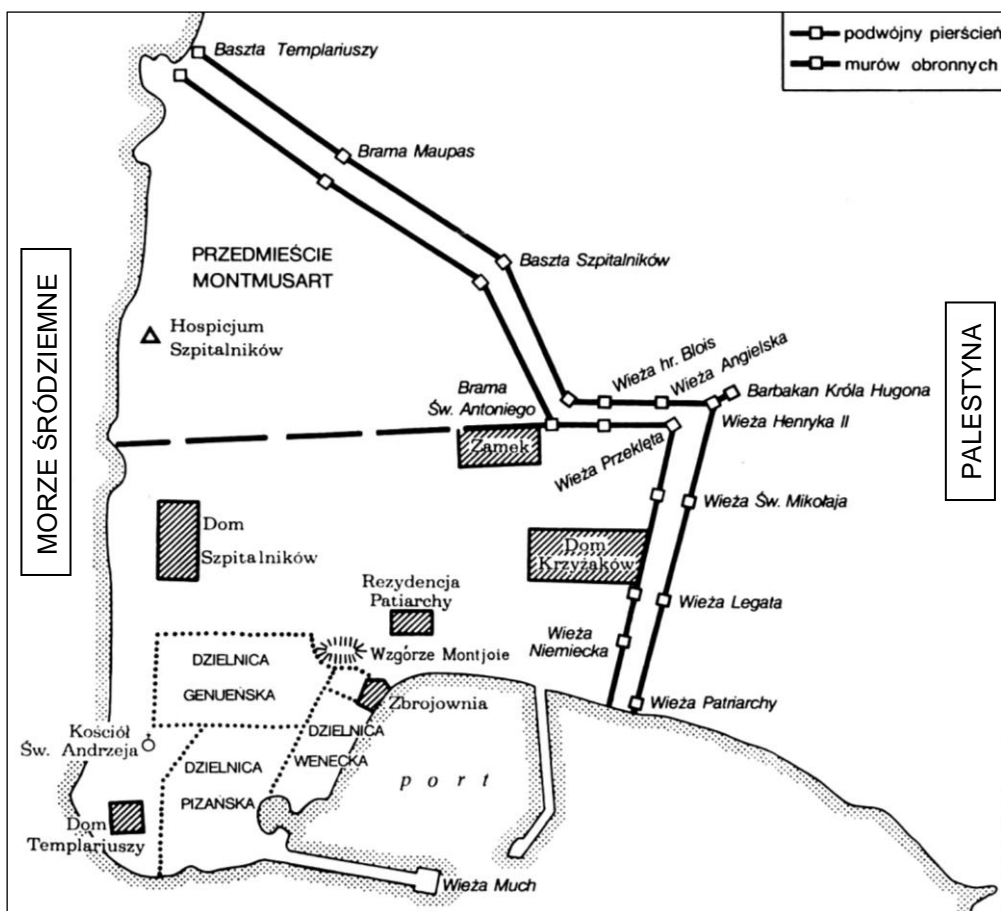 podwójny pierścień
murów obronnych
Baszta Templariuszy
Brama Maupas
Baszta Szpitalników
PRZEDMIEŚCIE
MONTMUSART
Hospicjum
Szpitalników
MORZE ŚRÓDZIEMNE
PALESTYNA
Wieża hr. Blois
Wieża Angielska
Barbakan Króla Hugona
Wieża Henryka II
Brama
Św. Antoniego
Zamek
Wieża Przeklęta
Wieża Św. Mikołaja
Dom
Szpitalników
Dom
Krzyżaków
Rezydencja
Patiarchy
Wieża Legata
Wieża
Niemiecka
Wzgórze Montjoie
DZIELNICA
GENUEŃSKA
Zbrojownia
Wieża Patriarchy
Kościół
Św. Andrzeja
DZIELNICA
WENECKA
DZIELNICA
PIZAŃSKA
port
Dom
Templariuszy
Wieża Much